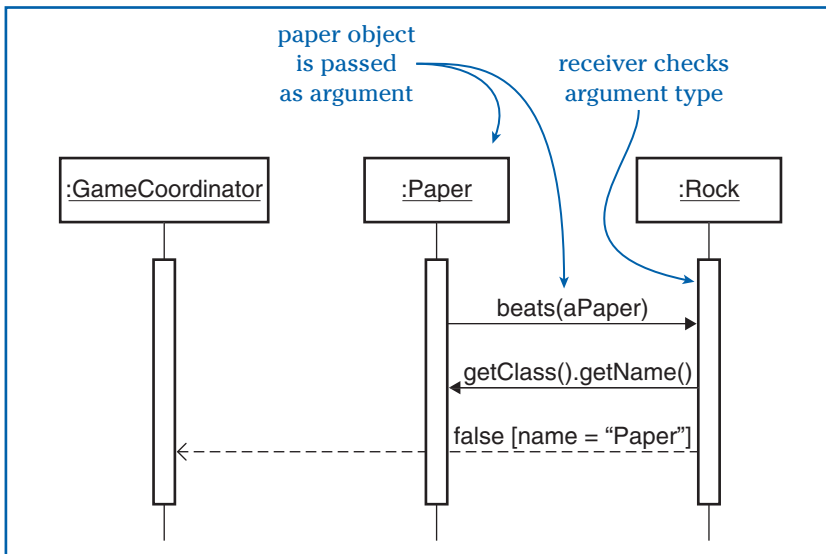 paper object
is passed
as argument
receiver checks
argument type
:GameCoordinator
:Paper
:Rock
beats(aPaper)
getClass().getName()
false [name = “Paper”]